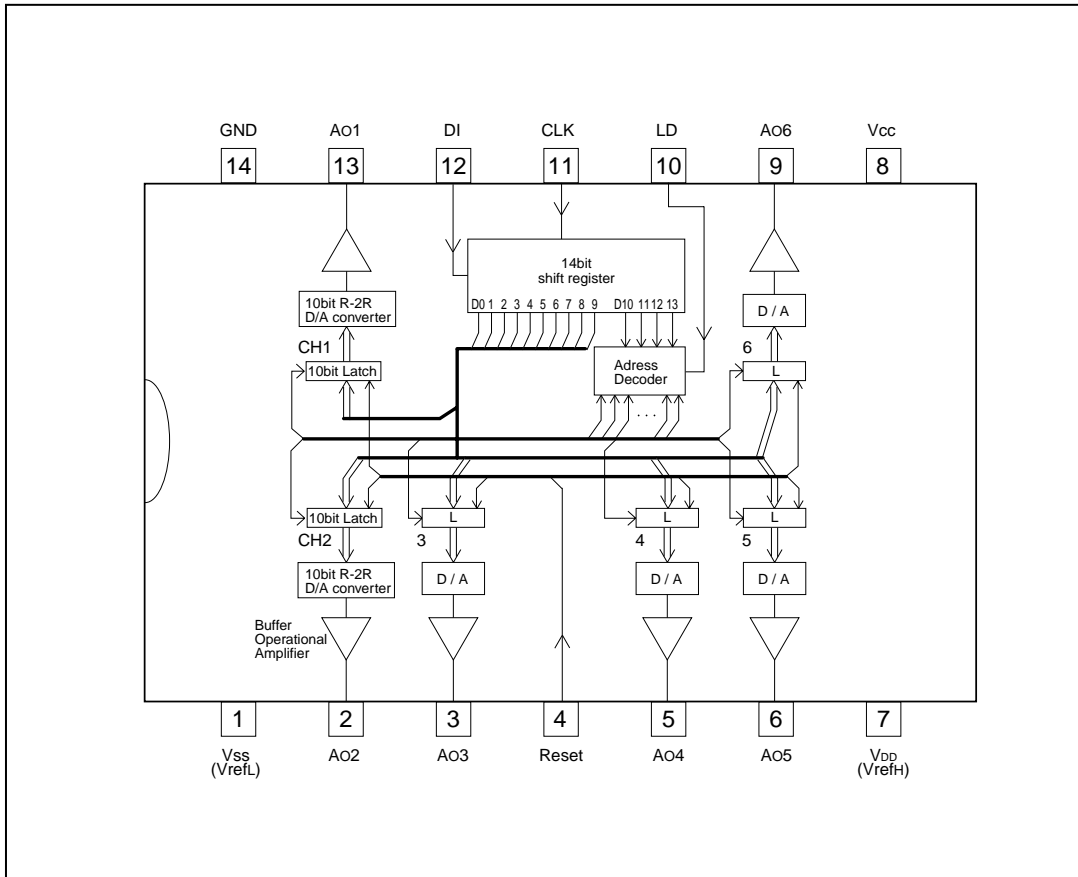 GND AO1 DI CLK LD AO6 Vcc
14 13 12 11 10 9 8
14bit
shift register
D0 1 2 3 4 5 6 7 8 9 D10 11 12 13
10bit R-2R
D/A converter
D / A
CH1
6
10bit Latch
Adress
Decoder
L
. . .
10bit Latch
L
L
L
CH2
3
4
5
10bit R-2R
D/A converter
D / A
D / A
D / A
Buffer
Operational
Amplifier
1 2 3 4 5 6 7
Vss
(VrefL)
AO2
AO3
Reset
AO4
AO5
VDD
(VrefH)